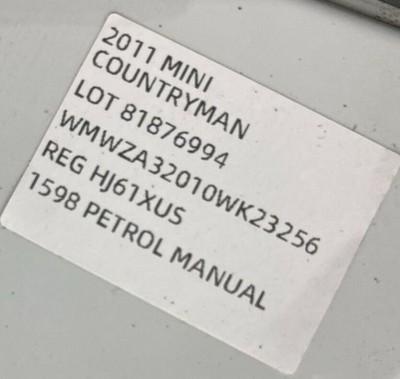 2011 MINI
COUNTRYMAN
LOT 81876994
WMWZA32010WK23256
REG HJ61XUS
1598 PETROL MANUAL